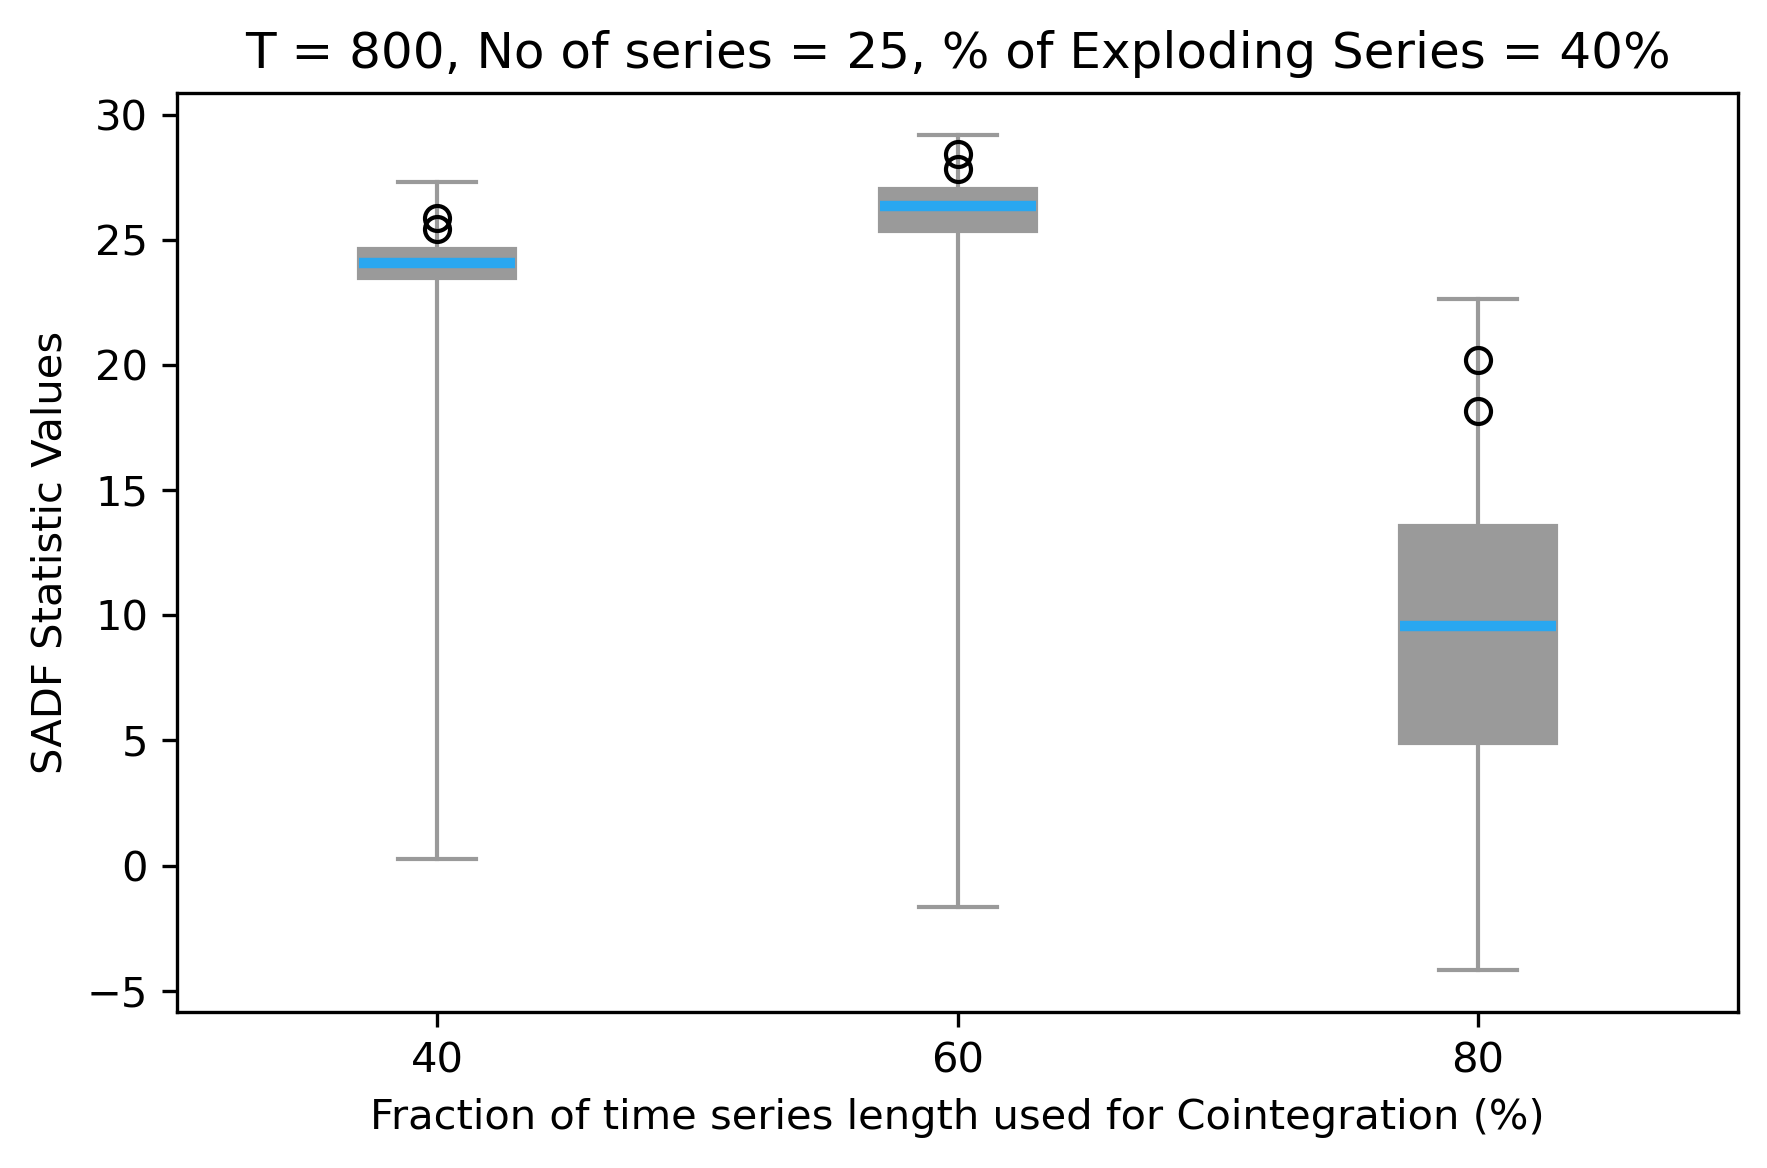 T = 800, No of series = 25, % of Exploding Series = 40%
SADF Statistic Values
30
25
20
15
10
5
0
−5
40 60 80
Fraction of time series length used for Cointegration (%)